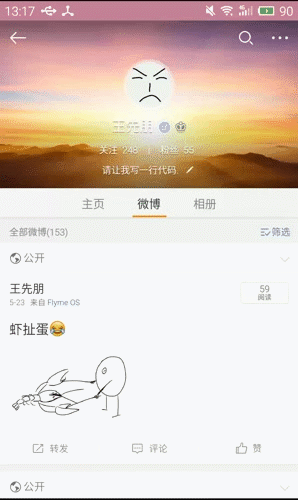 13:17
4G
90
王先朋
关注 248 | 粉丝 55
请让我写一行代码
主页 微博 相册
全部微博(153) 筛选
公开
王先朋
59
阅读
5-23 来自 Flyme OS
虾扯蛋😂
转发 评论 赞
公开